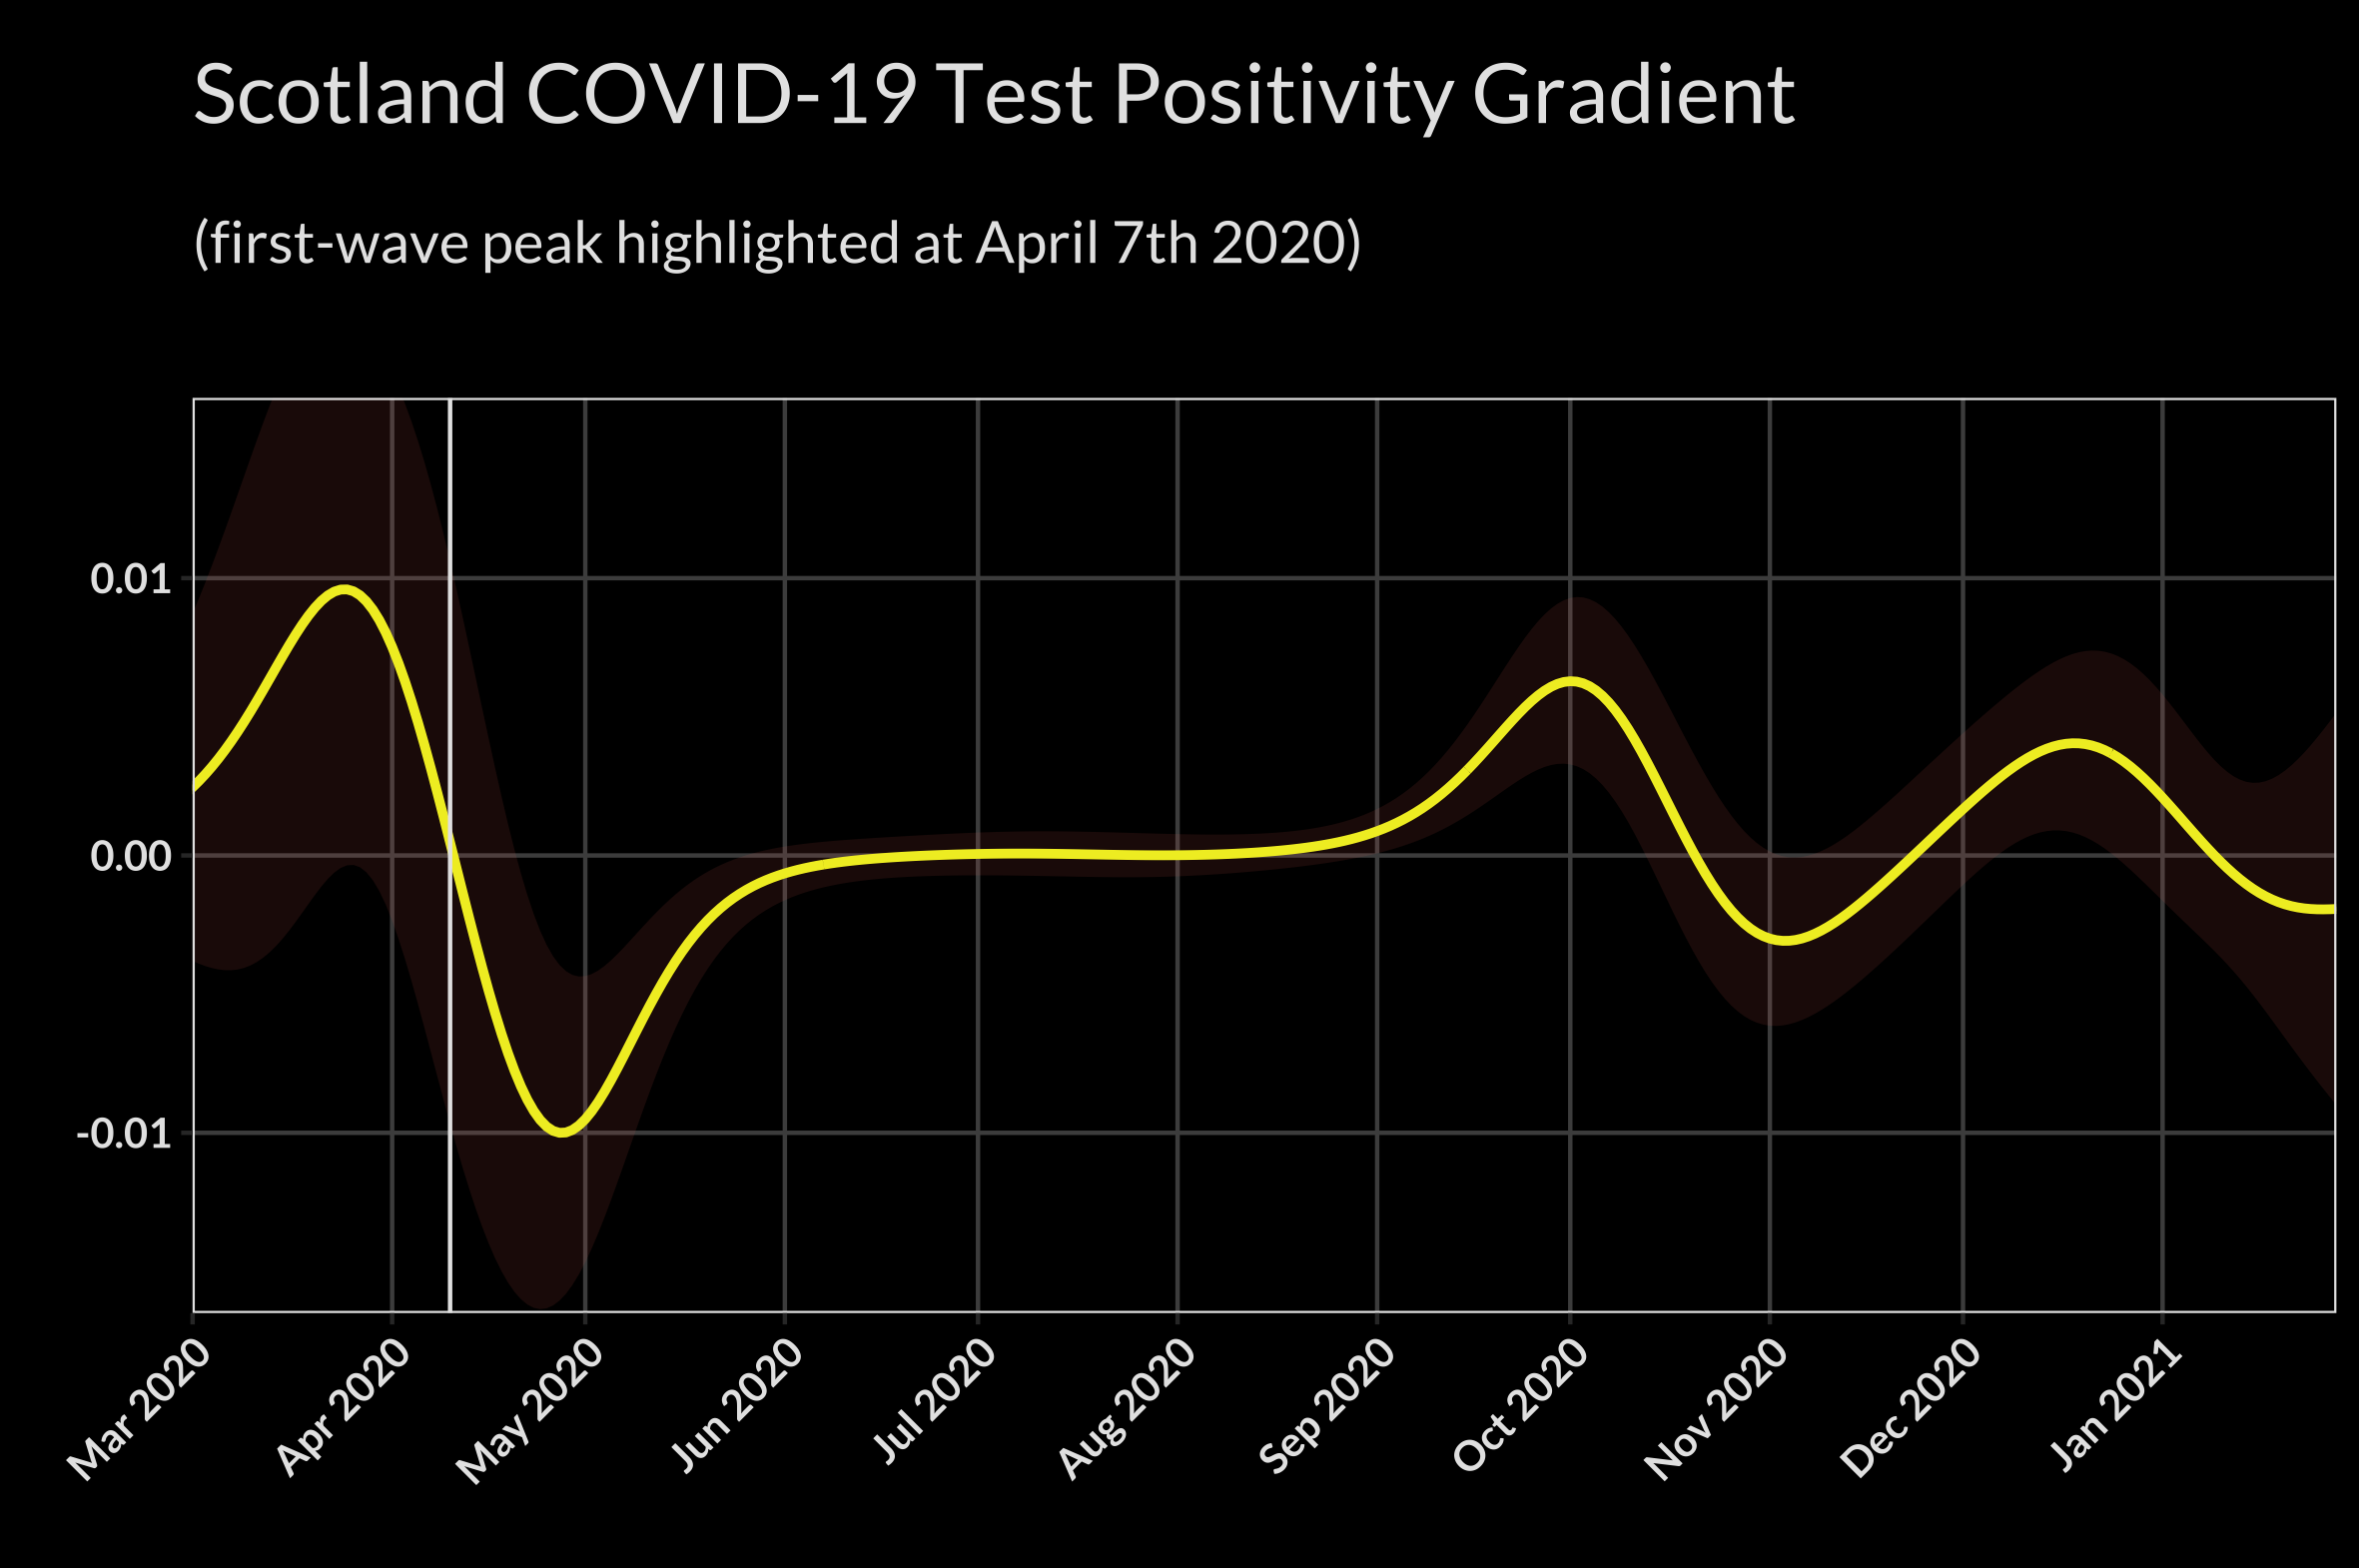 Scotland COVID-19 Test Positivity Gradient
(first-wave peak highlighted at April 7th 2020)
0.01
0.00
-0.01
Mar 2020
Apr 2020
May 2020
Jun 2020
Jul 2020
Aug 2020
Sep 2020
Oct 2020
Nov 2020
Dec 2020
Jan 2021